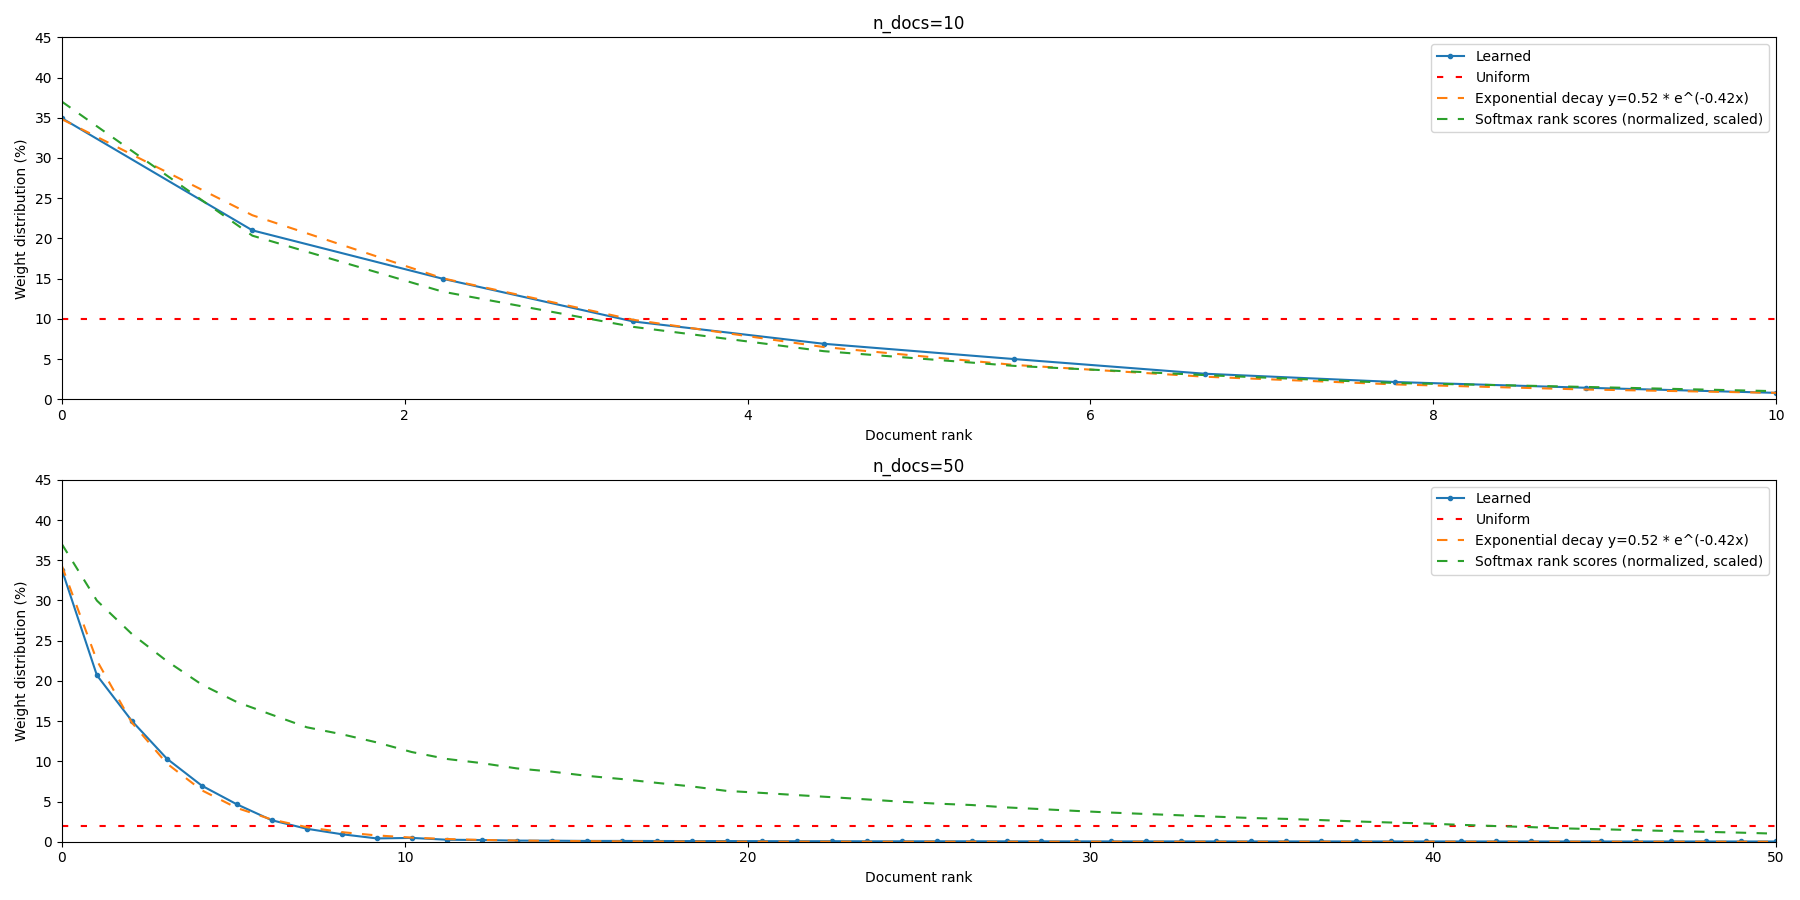 n_docs=10
45
40
35
30
25
20
15
10
5
0
Weight distribution (%)
Learned
Uniform
Exponential decay y=0.52 * e^(-0.42x)
Softmax rank scores (normalized, scaled)
0 2 4 6 8 10
Document rank
n_docs=50
45
40
35
30
25
20
15
10
5
0
Weight distribution (%)
Learned
Uniform
Exponential decay y=0.52 * e^(-0.42x)
Softmax rank scores (normalized, scaled)
0 10 20 30 40 50
Document rank